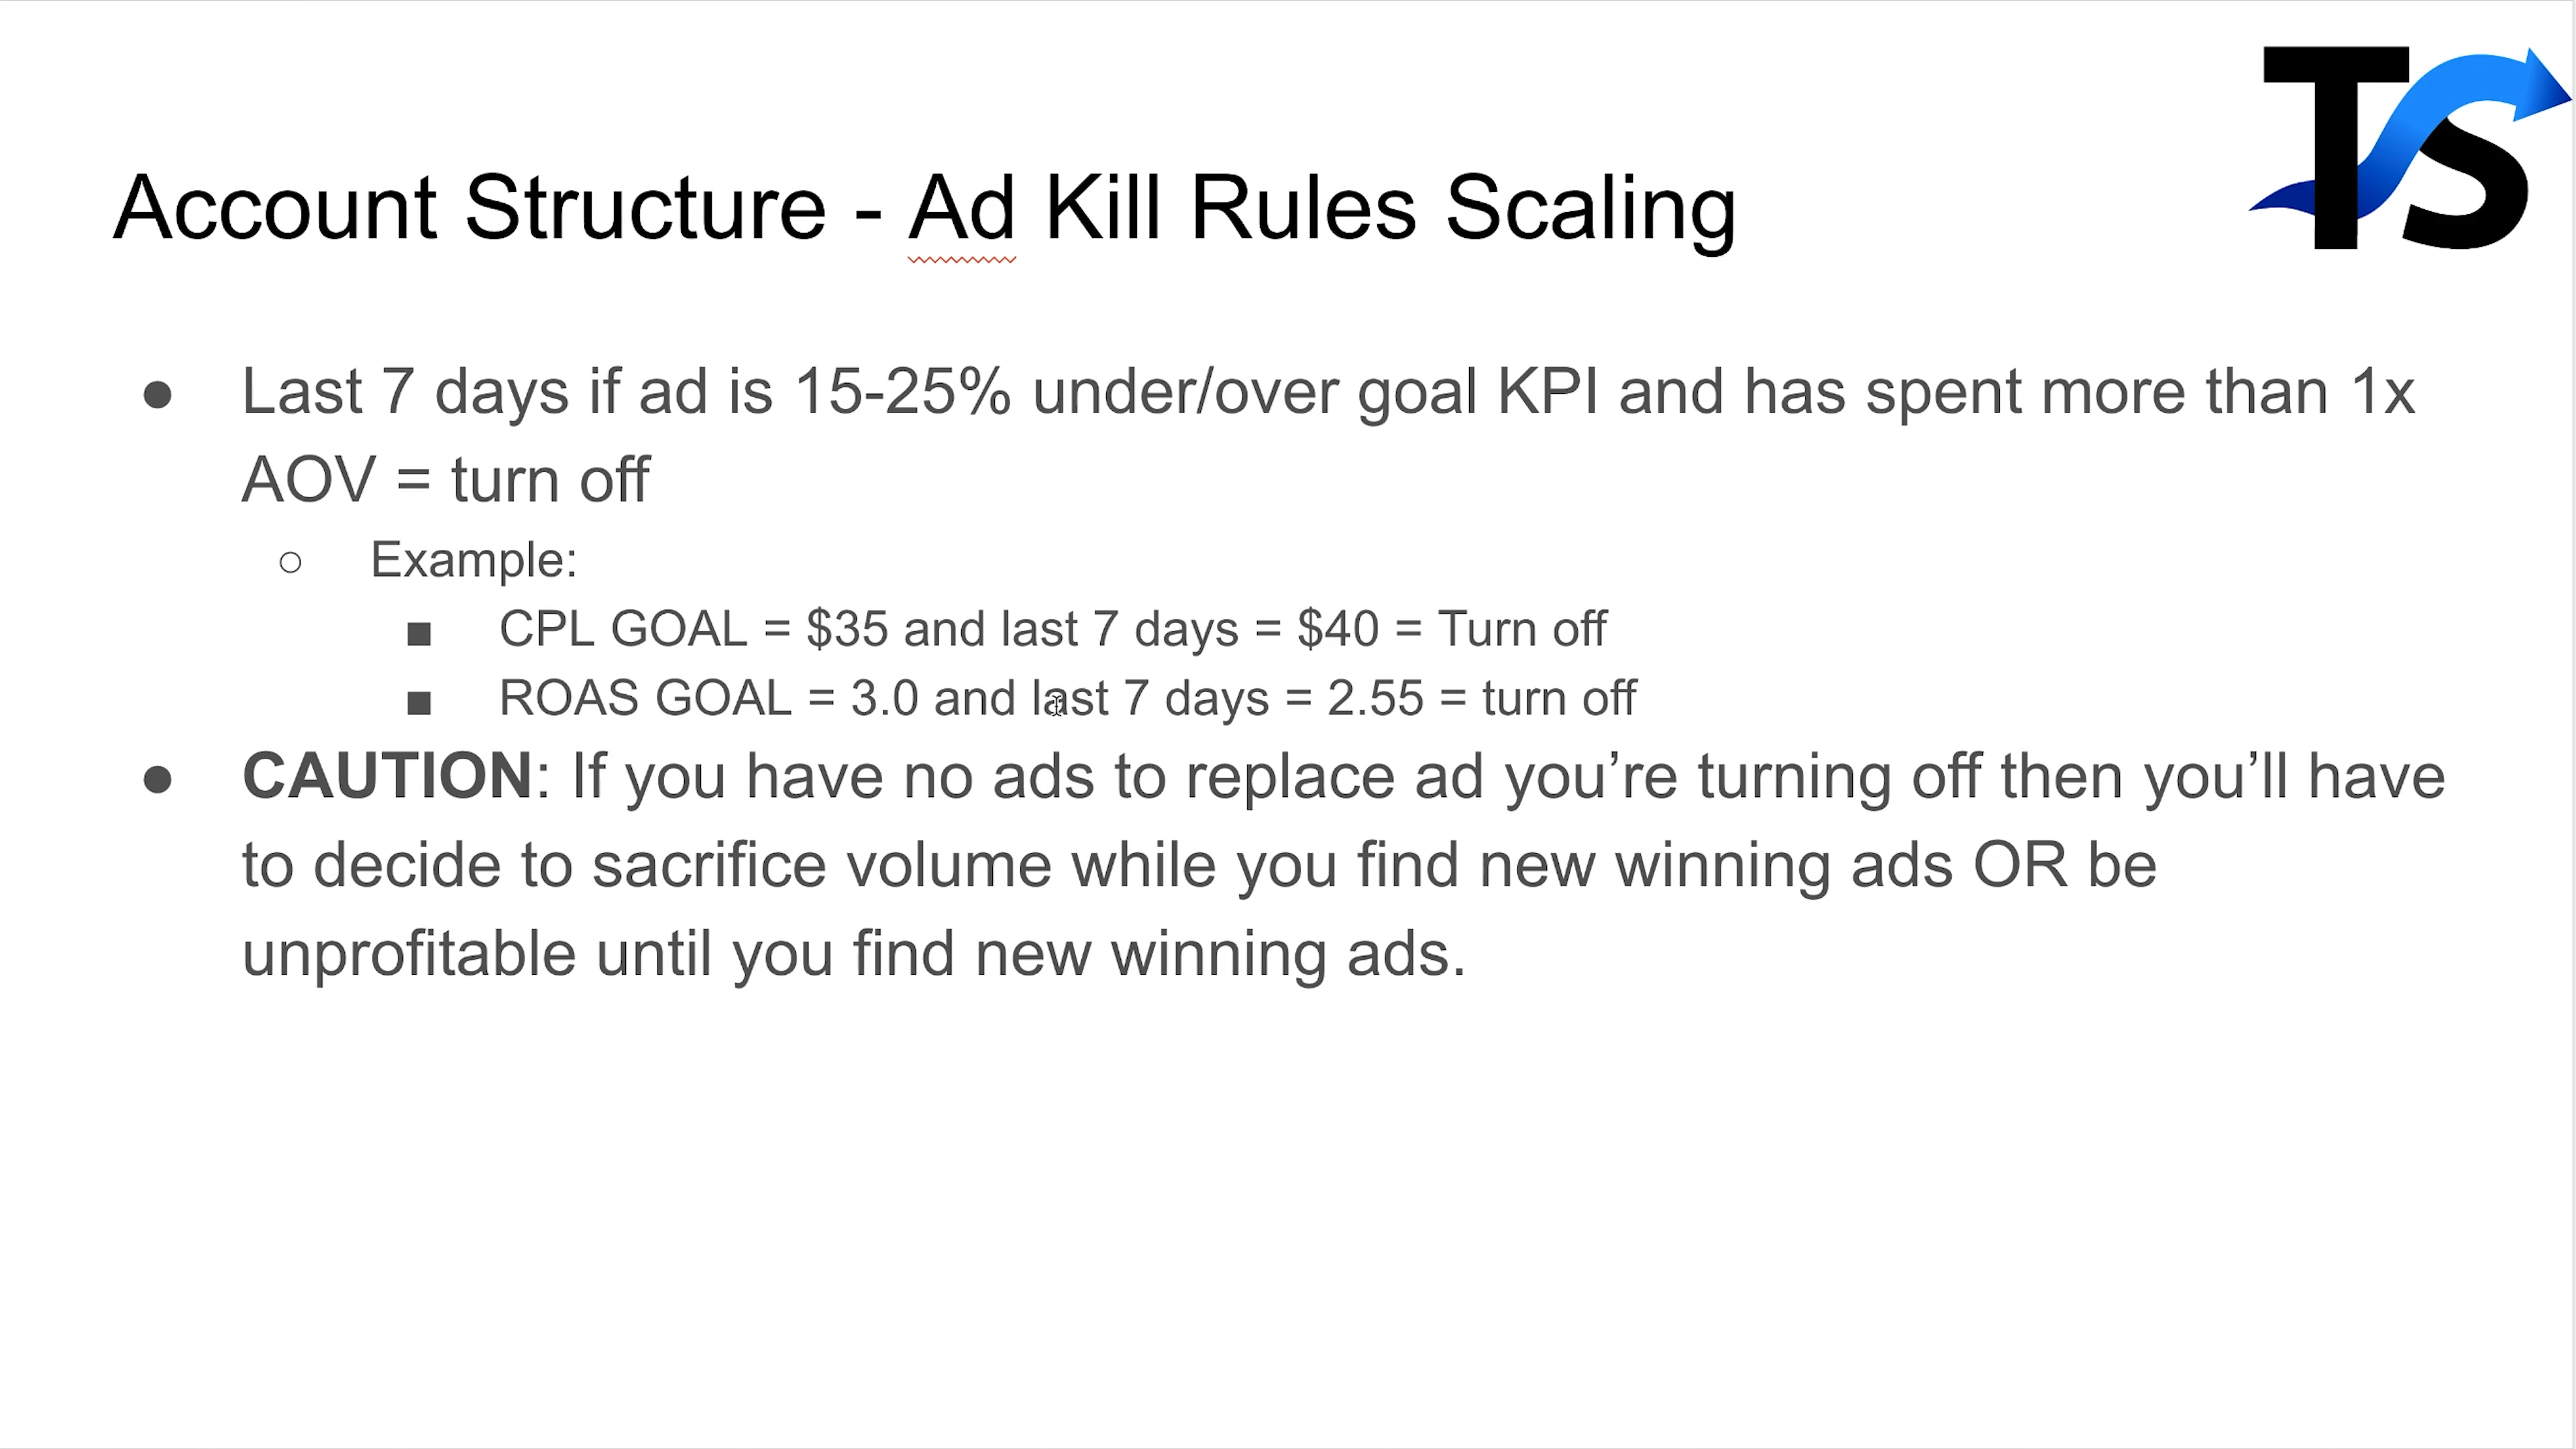 TS
Account Structure - Ad Kill Rules Scaling
● Last 7 days if ad is 15-25% under/over goal KPI and has spent more than 1x
AOV = turn off
○ Example:
■ CPL GOAL = $35 and last 7 days = $40 = Turn off
■ ROAS GOAL = 3.0 and last 7 days = 2.55 = turn off
● CAUTION: If you have no ads to replace ad you’re turning off then you’ll have
to decide to sacrifice volume while you find new winning ads OR be
unprofitable until you find new winning ads.